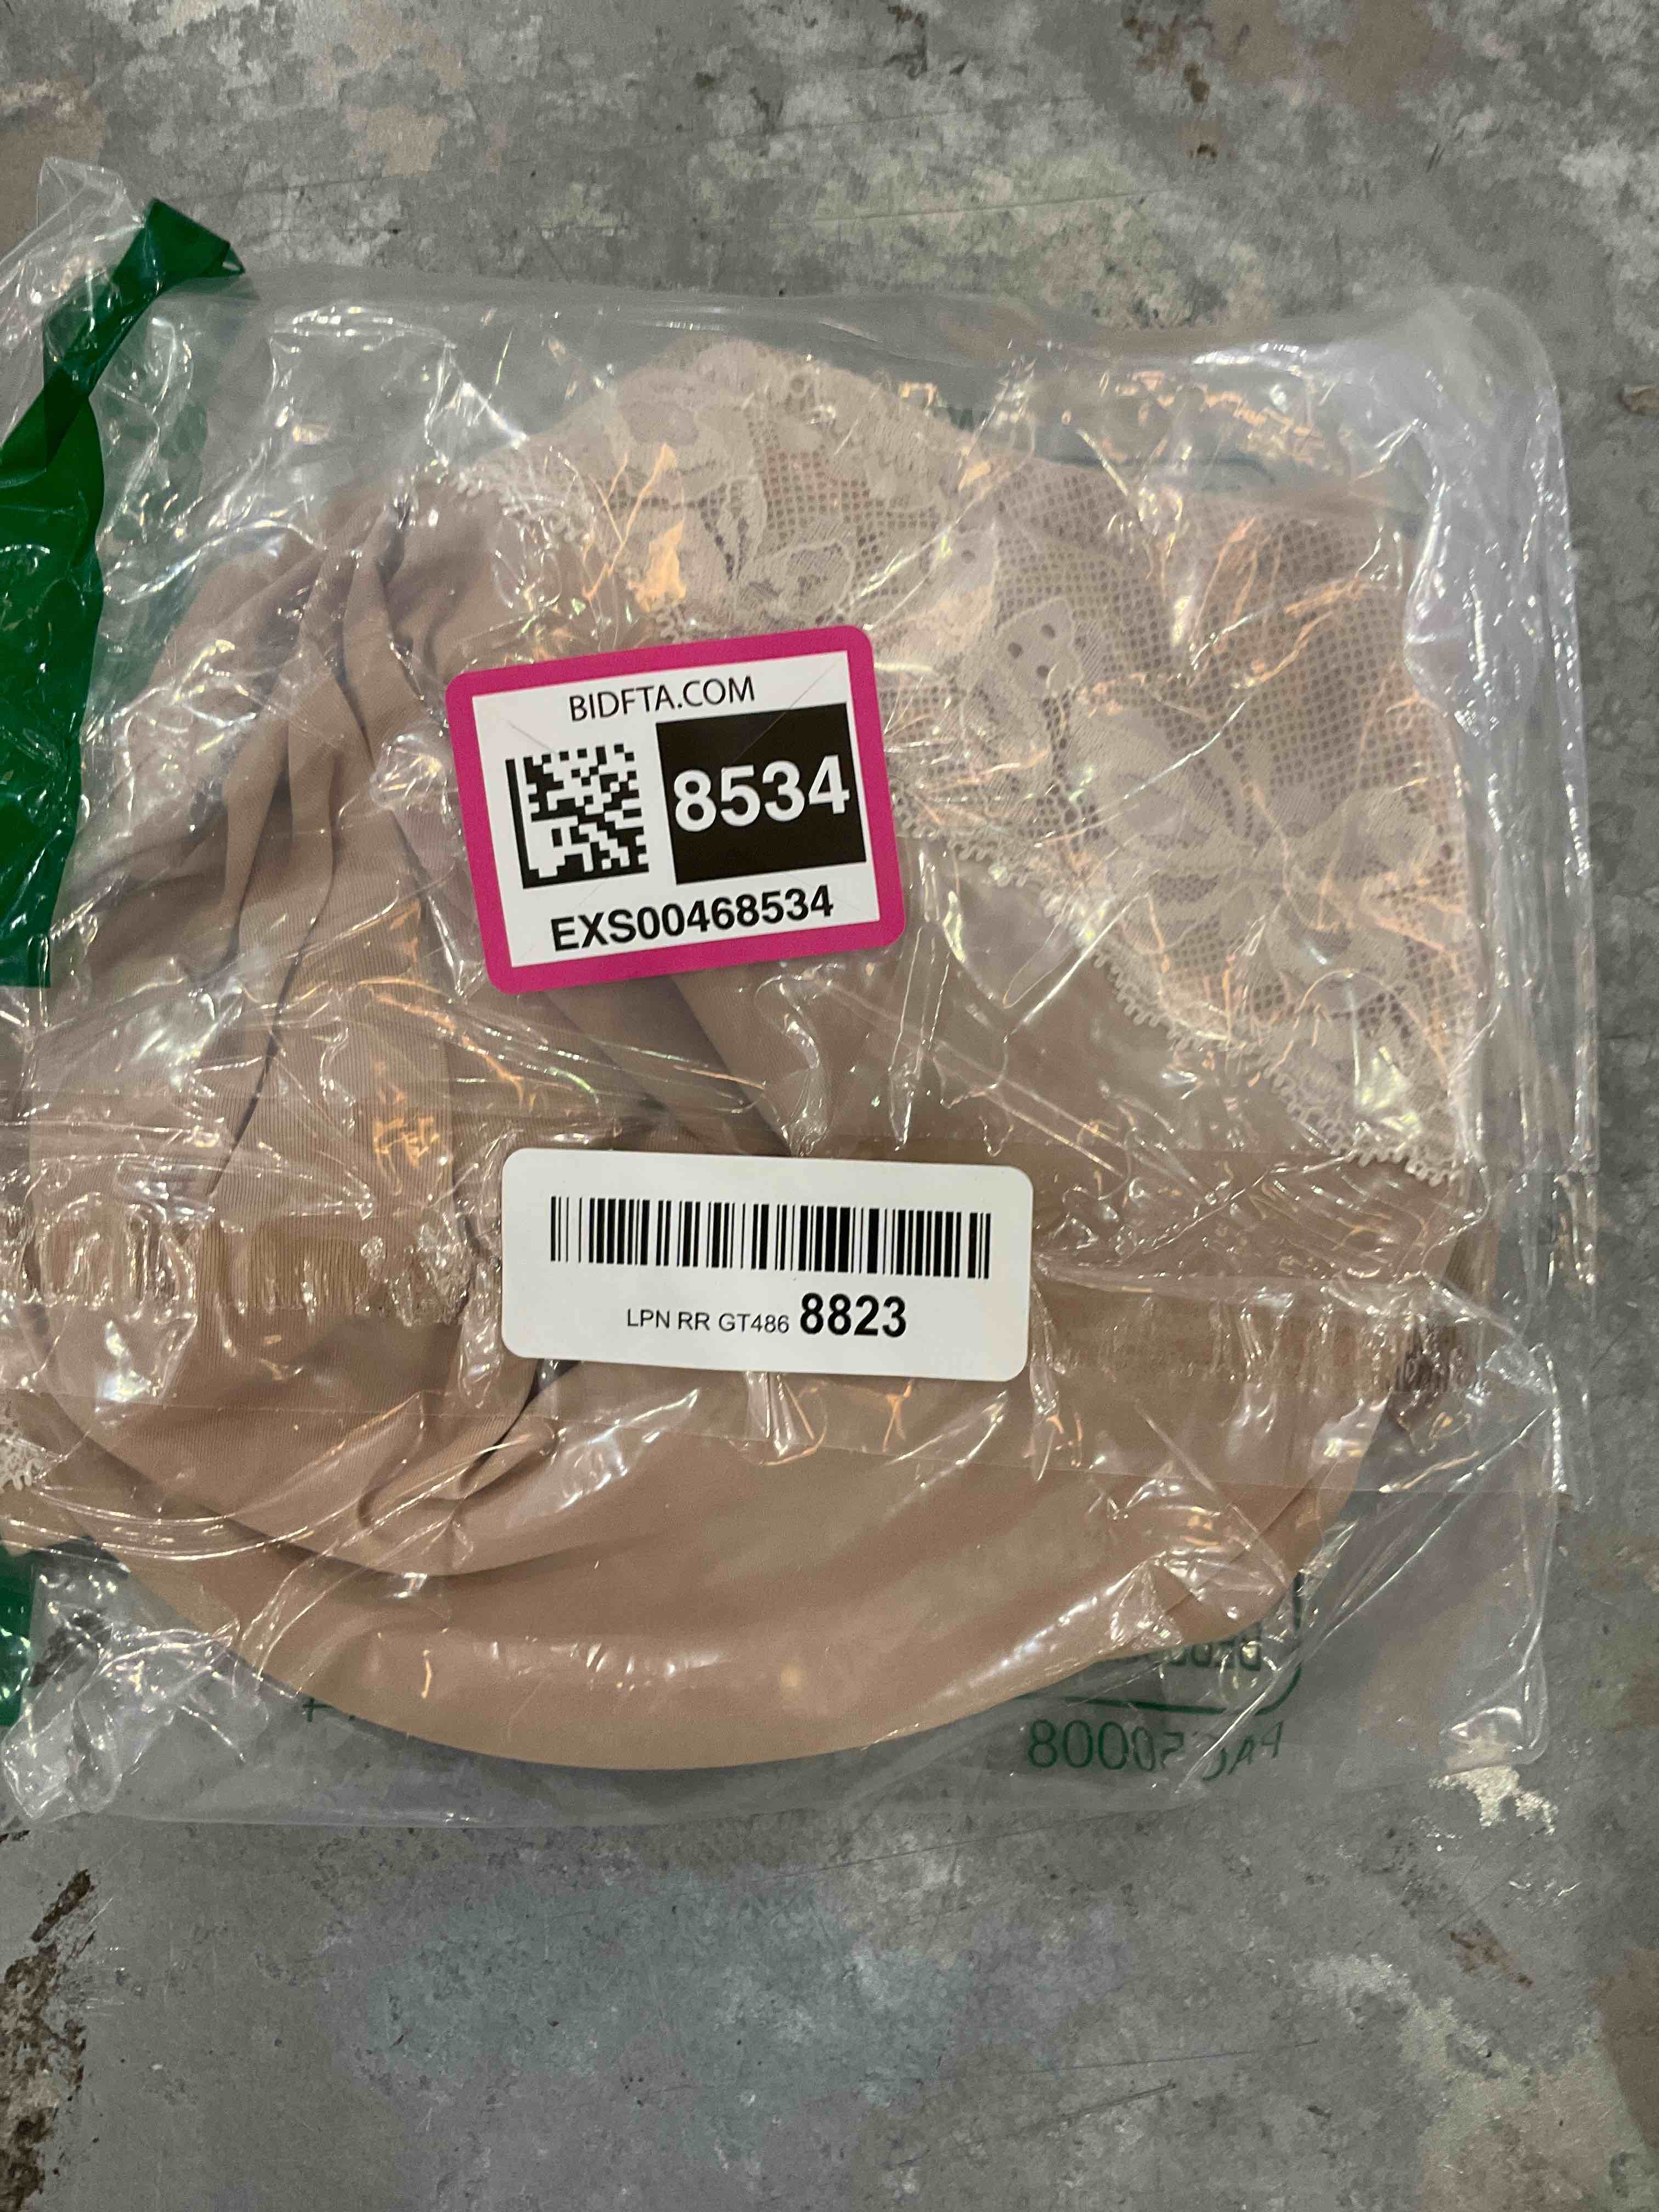 BIDFTA.COM
8534
EXS00468534
LPN RR GT486 8823